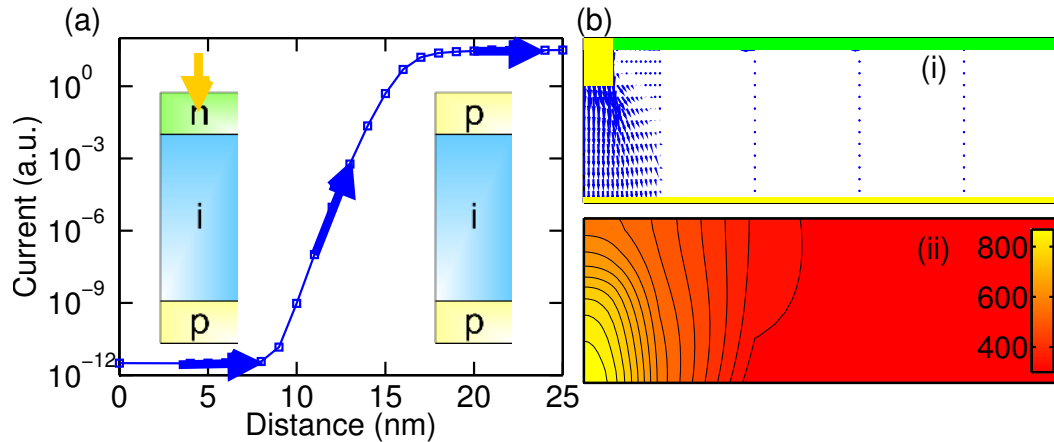 (a)
Current (a.u.)
10^0
10^−3
10^−6
10^−9
10^−12
n
i
p
p
i
p
0 5 10 15 20 25
Distance (nm)
(b)
(i)
(ii)
800
600
400